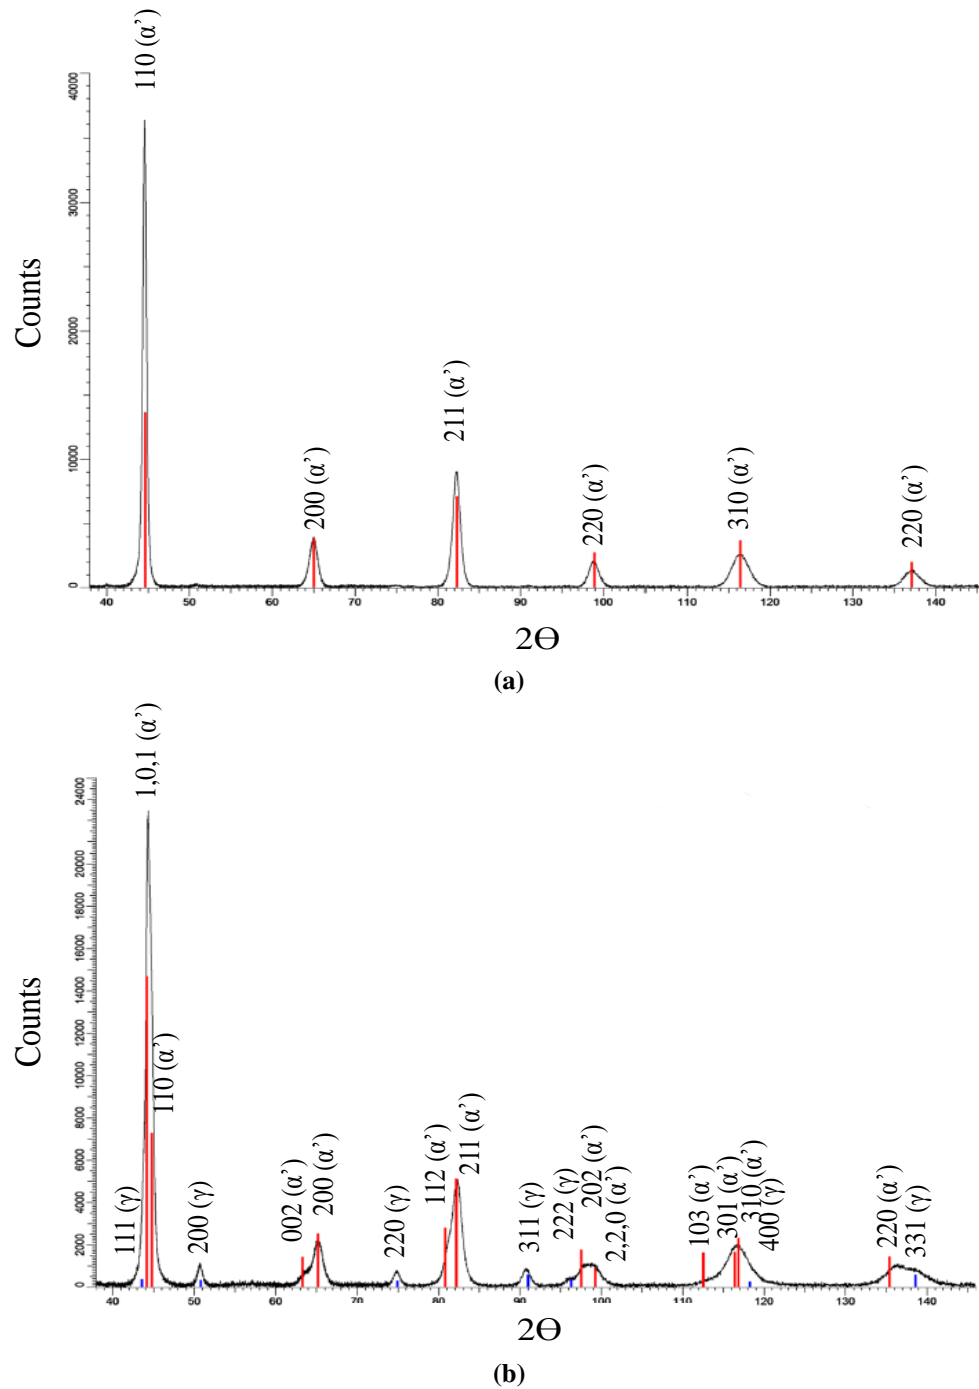 110 (α’)
200 (α’)
211 (α’)
220 (α’)
310 (α’)
220 (α’)
Counts
40000
30000
20000
10000
0
40 50 60 70 80 90 100 110 120 130 140
2Θ
(a)
1,0,1 (α’)
110 (α’)
111 (γ)
200 (γ)
002 (α’)
200 (α’)
220 (γ)
112 (α’)
211 (α’)
311 (γ)
222 (γ)
202 (α’)
2,2,0 (α’)
103 (α’)
301 (α’)
310 (α’)
400 (γ)
220 (α’)
331 (γ)
Counts
24000
20000
18000
16000
14000
12000
10000
8000
6000
4000
2000
0
40 50 60 70 80 90 100 110 120 130 140
2Θ
(b)